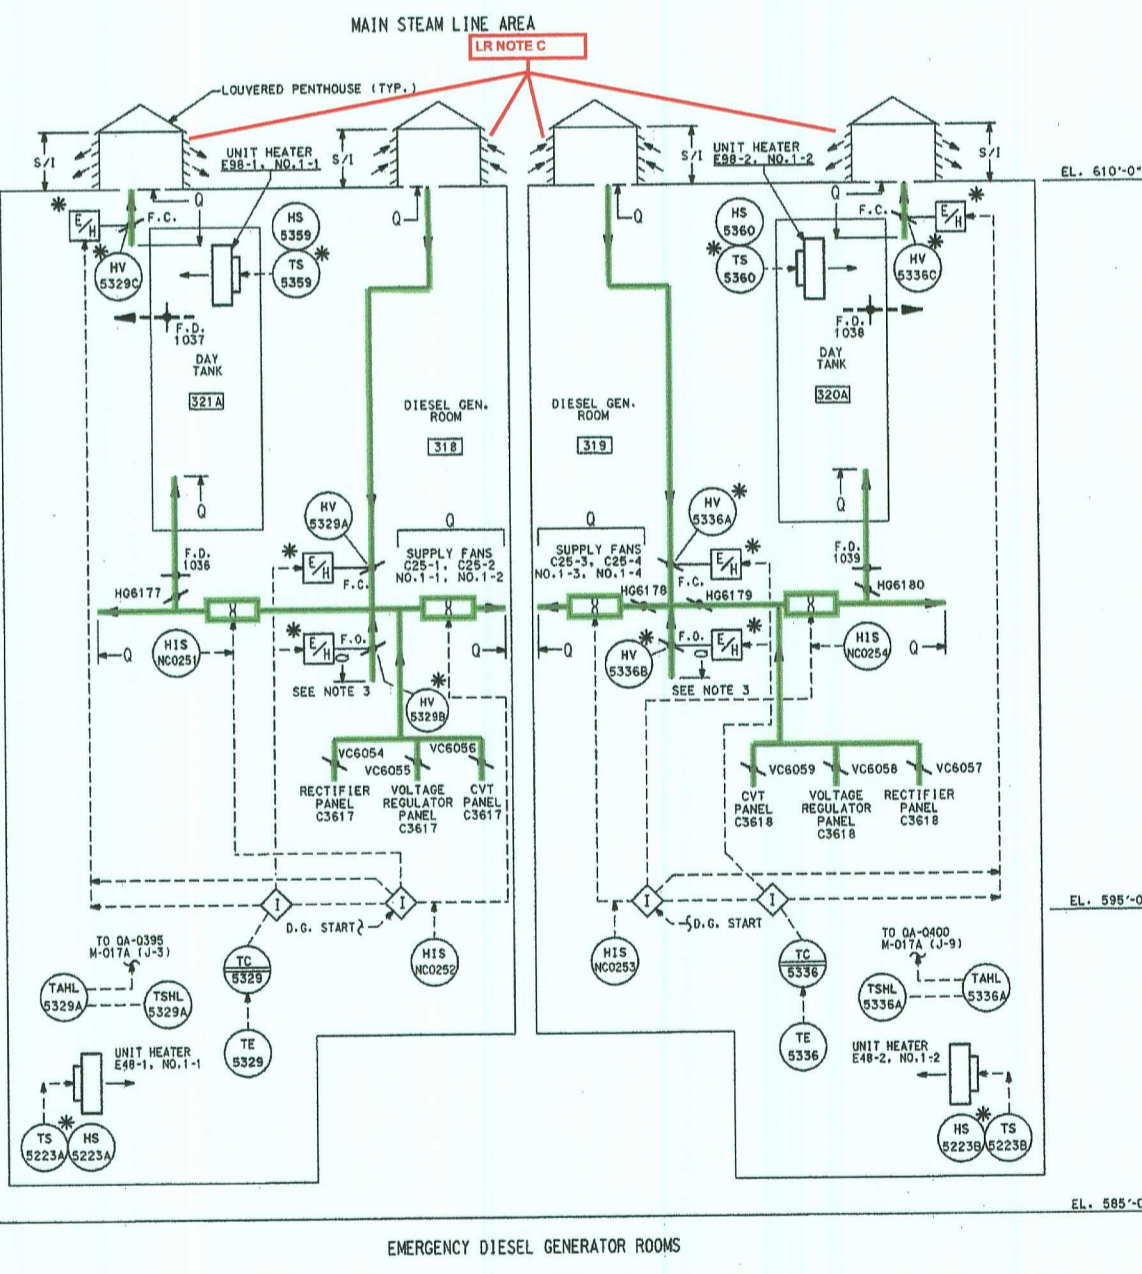 MAIN STEAM LINE AREA
LR NOTE C
LOUVERED PENTHOUSE (TYP.)
S/I
S/I
S/I
S/I
UNIT HEATER
E98-1, NO.1-1
UNIT HEATER
E98-2, NO.1-2
EL. 610'-0"
*
E/H
F.C.
Q
*
HV
5329C
HS
5359
TS
5359
*
Q
Q
HS
5360
*
TS
5360
Q
F.C.
E/H
*
*
HV
5336C
F.D.
1037
DAY
TANK
321A
F.D.
1038
DAY
TANK
320A
DIESEL GEN.
ROOM
318
DIESEL GEN.
ROOM
319
Q
Q
HV
5329A
HV
5336A
*
Q
Q
SUPPLY FANS
C25-1, C25-2
NO.1-1, NO.1-2
SUPPLY FANS
C25-3, C25-4
NO.1-3, NO.1-4
*
E/H
F.C.
F.C.
E/H
*
F.D.
1036
F.D.
1039
HG6177
HG6178
HG6179
HG6180
X
X
X
X
Q
HIS
NC0251
*
E/H
F.O.
Q
Q
*
HV
5336B
F.O.
E/H
*
HIS
NC0254
Q
SEE NOTE 3
*
HV
5329B
SEE NOTE 3
VC6054
VC6055
VC6056
VC6059
VC6058
VC6057
RECTIFIER
PANEL
C3617
VOLTAGE
REGULATOR
PANEL
C3617
CVT
PANEL
C3617
CVT
PANEL
C3618
VOLTAGE
REGULATOR
PANEL
C3618
RECTIFIER
PANEL
C3618
I
I
I
I
EL. 595'-0
D.G. START
D.G. START
TO QA-Q395
M-017A (J-3)
TC
5329
HIS
NC0252
HIS
NC0253
TC
5336
TO QA-Q400
M-017A (J-9)
TAHL
5329A
TSHL
5329A
TSHL
5336A
TAHL
5336A
TE
5329
TE
5336
UNIT HEATER
E48-1, NO.1-1
UNIT HEATER
E48-2, NO.1-2
*
TS
5223A
HS
5223A
*
HS
5223B
TS
5223B
EL. 585'-0
EMERGENCY DIESEL GENERATOR ROOMS